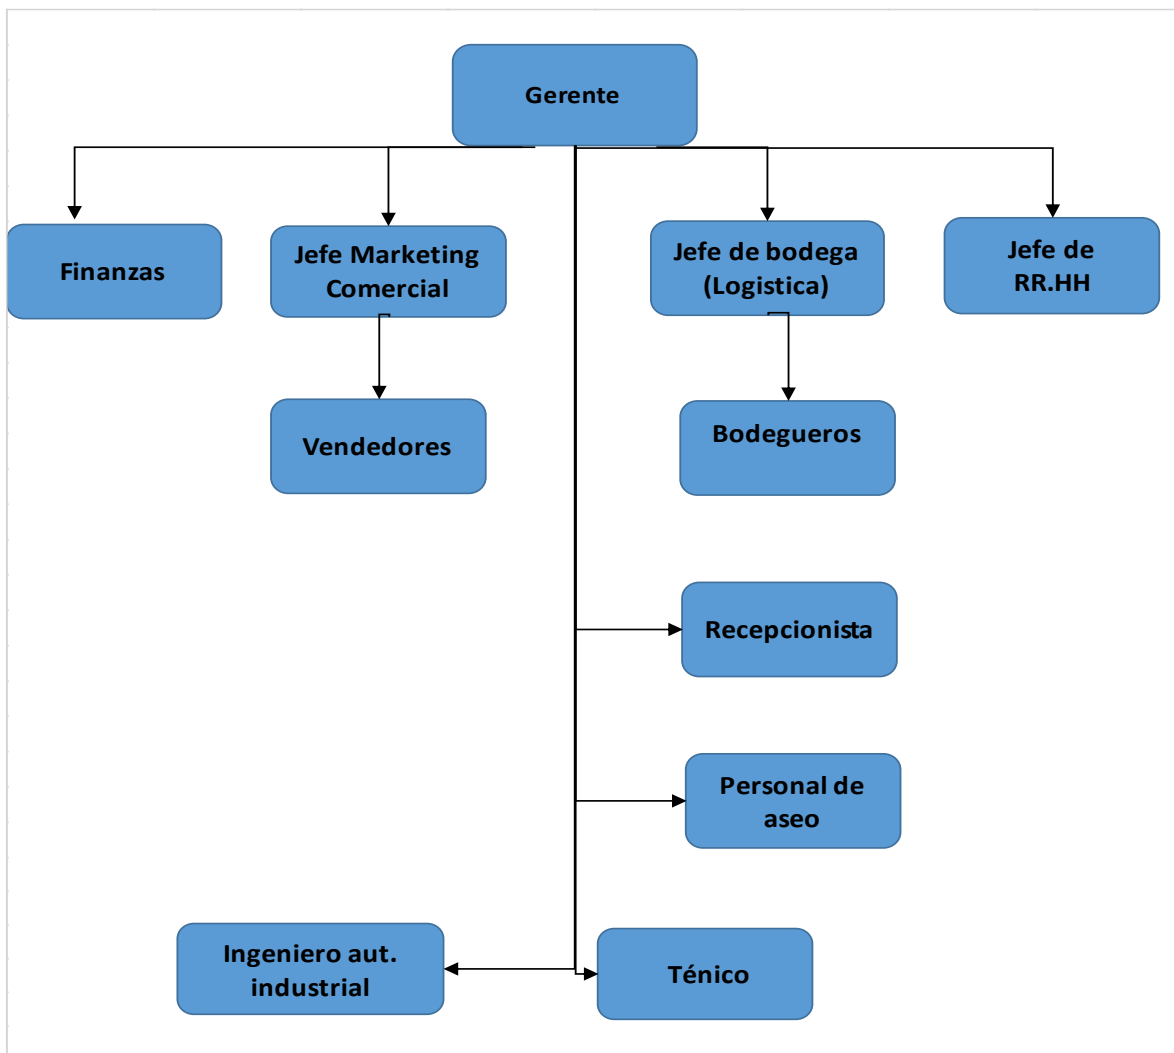 Gerente
Finanzas
Jefe Marketing
Comercial
Jefe de bodega
(Logistica)
Jefe de
RR.HH
Vendedores
Bodegueros
Recepcionista
Personal de
aseo
Ingeniero aut.
industrial
Ténico